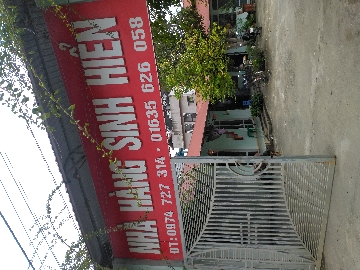 NHÀ HÀNG SINH HIỀN
ĐT: 0974 727 314 - 01635 626 058